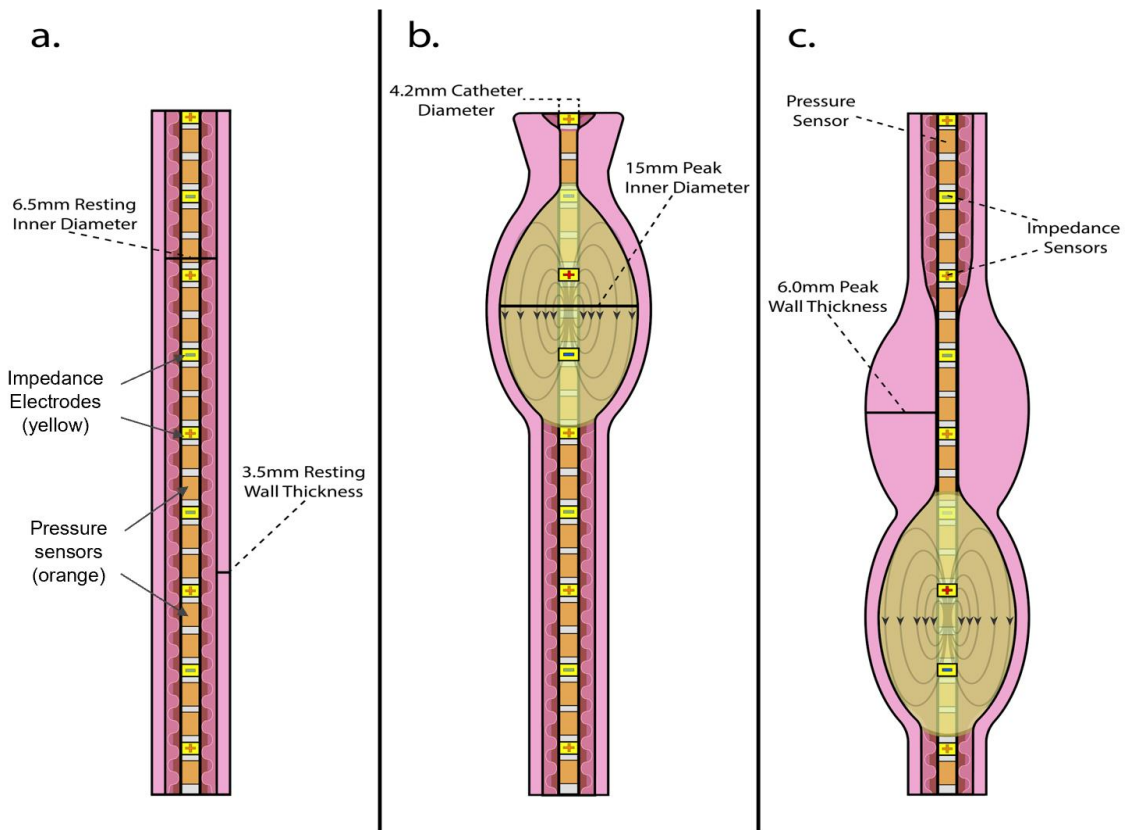 a.
6.5mm Resting
Inner Diameter
Impedance
Electrodes
(yellow)
3.5mm Resting
Wall Thickness
Pressure
sensors
(orange)
b.
4.2mm Catheter
Diameter
15mm Peak
Inner Diameter
c.
Pressure
Sensor
Impedance
Sensors
6.0mm Peak
Wall Thickness